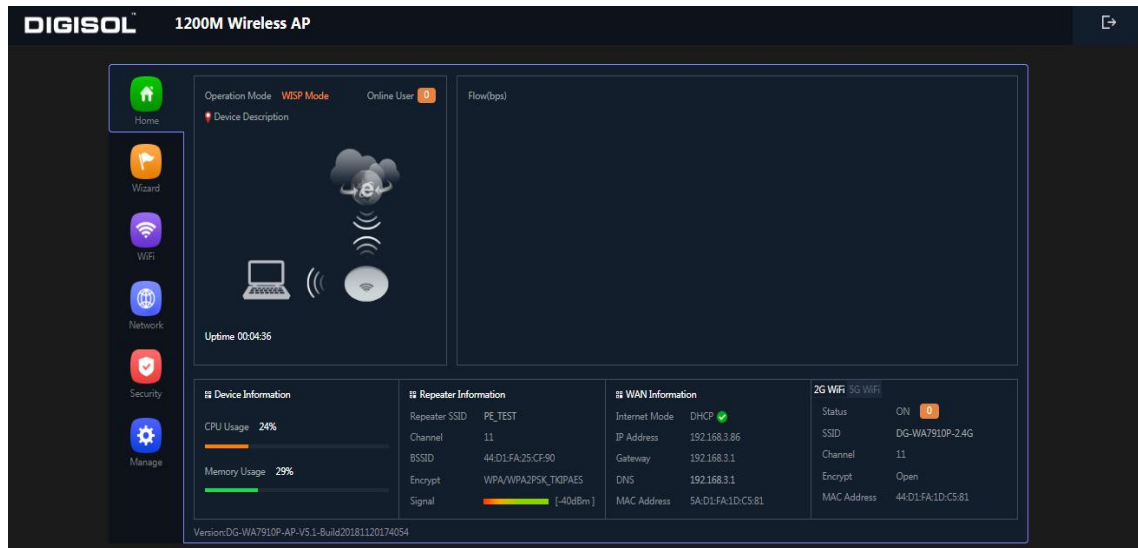 DIGISOL 1200M Wireless AP
Home
Wizard
WiFi
Network
Security
Manage
Operation Mode WISP Mode Online User 0
Device Description
Uptime 00:04:36
Flow(bps)
Device Information
CPU Usage 24%
Memory Usage 29%
Repeater Information
Repeater SSID PE_TEST
Channel 11
BSSID 44:D1:FA:25:CF:90
Encrypt WPA/WPA2PSK_TKIPAES
Signal [-40dBm ]
WAN Information
Internet Mode DHCP
IP Address 192.168.3.86
Gateway 192.168.3.1
DNS 192.168.3.1
MAC Address 5A:D1:FA:1D:C5:81
2G WiFi 5G WiFi
Status ON 0
SSID DG-WA7910P-2.4G
Channel 11
Encrypt Open
MAC Address 44:D1:FA:1D:C5:81
Version:DG-WA7910P-AP-V5.1-Build20181120174054